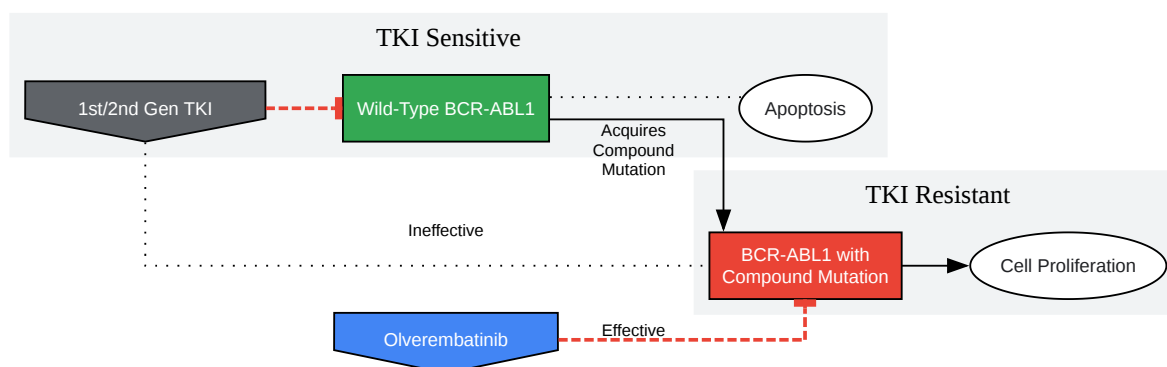 TKI Sensitive
1st/2nd Gen TKI
Wild-Type BCR-ABL1
Apoptosis
Acquires
Compound
Mutation
TKI Resistant
Ineffective
BCR-ABL1 with
Compound Mutation
Cell Proliferation
Olverembatinib
Effective